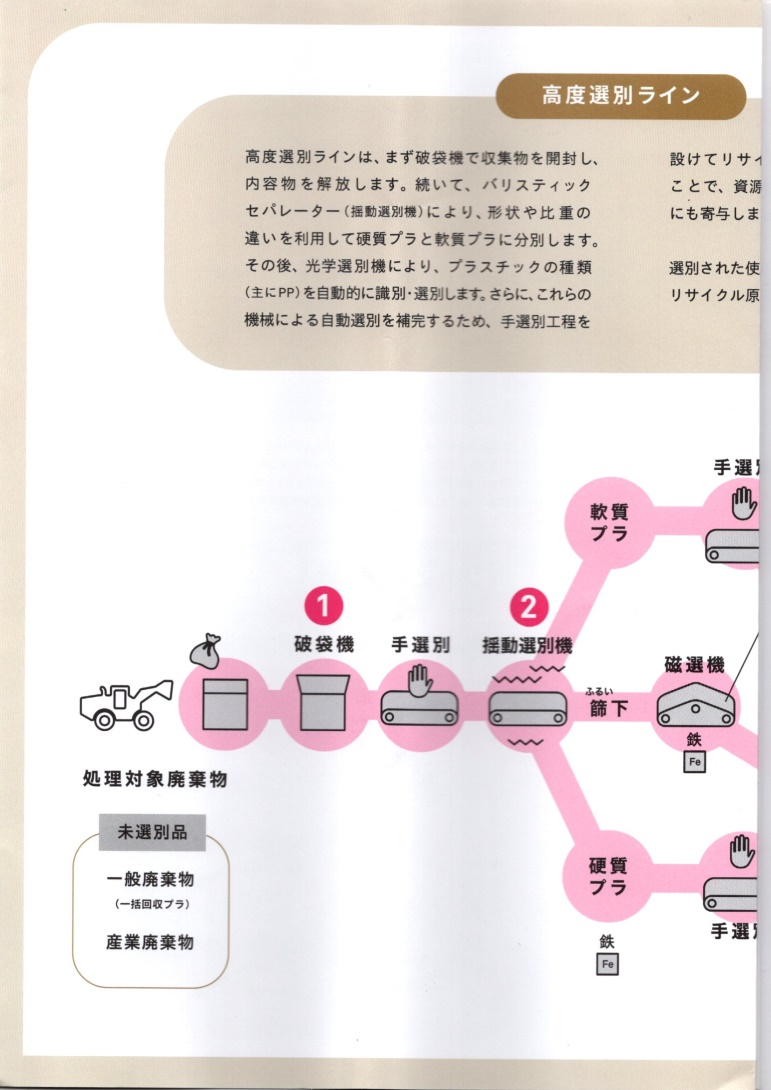 高度選別ライン
高度選別ラインは、まず破袋機で収集物を開封し、
内容物を解放します。続いて、バリスティック
セパレーター(揺動選別機)により、形状や比重の
違いを利用して硬質プラと軟質プラに分別します。
その後、光学選別機により、プラスチックの種類
(主にPP)を自動的に識別・選別します。さらに、これらの
機械による自動選別を補完するため、手選別工程を
設けてリサイ
ことで、資源
にも寄与しま
選別された使
リサイクル原
手選別
軟質
プラ
1
破袋機
手選別
2
揺動選別機
ふるい
篩下
磁選機
鉄
Fe
処理対象廃棄物
未選別品
一般廃棄物
(一括回収プラ)
産業廃棄物
硬質
プラ
手選別
鉄
Fe